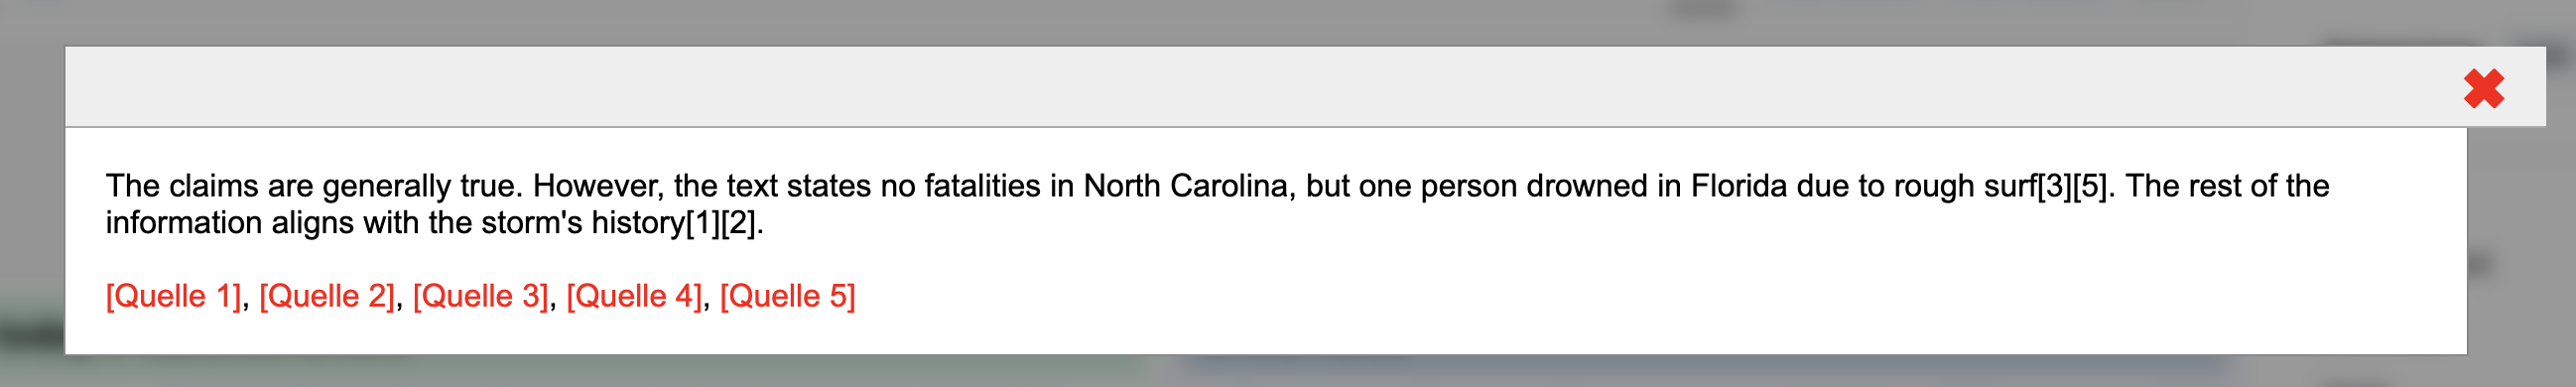 The claims are generally true. However, the text states no fatalities in North Carolina, but one person drowned in Florida due to rough surf[3][5]. The rest of the
information aligns with the storm's history[1][2].
[Quelle 1], [Quelle 2], [Quelle 3], [Quelle 4], [Quelle 5]